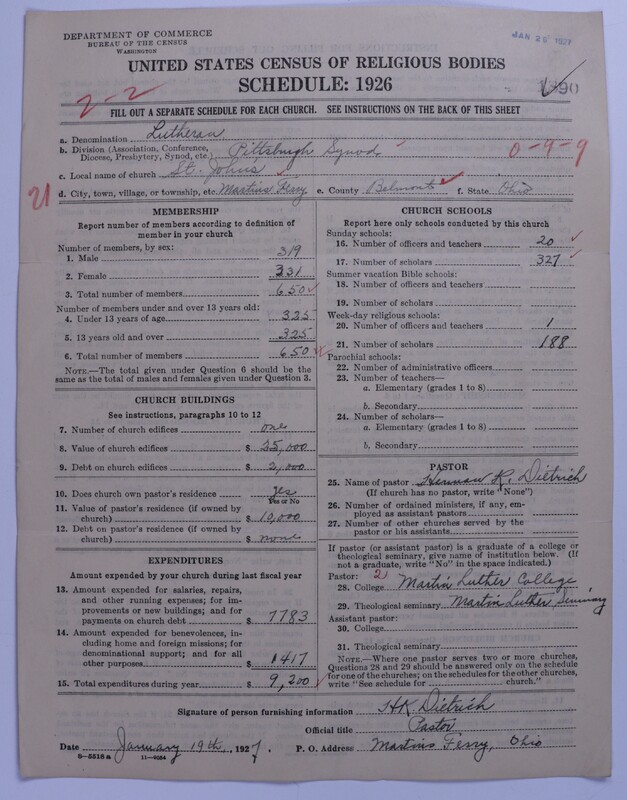 DEPARTMENT OF COMMERCE
BUREAU OF THE CENSUS
WASHINGTON
JAN 26 1927
UNITED STATES CENSUS OF RELIGIOUS BODIES
SCHEDULE: 1926
2-2
FILL OUT A SEPARATE SCHEDULE FOR EACH CHURCH. SEE INSTRUCTIONS ON THE BACK OF THIS SHEET
a. Denomination Lutheran
b. Division (Association, Conference, Diocese, Presbytery, Synod, etc.) Pittsburgh Synod
0-9-9
c. Local name of church St. Johns
21
d. City, town, village, or township, etc. Martins Ferry e. County Belmont f. State Ohio
MEMBERSHIP
Report number of members according to definition of
member in your church
Number of members, by sex:
1. Male 319
2. Female 331
3. Total number of members 650
Number of members under and over 13 years old:
4. Under 13 years of age 325
5. 13 years old and over 325
6. Total number of members 650
NOTE.—The total given under Question 6 should be
the same as the total of males and females given under Question 3.
CHURCH BUILDINGS
See instructions, paragraphs 10 to 12
7. Number of church edifices one
8. Value of church edifices $ 25,000
9. Debt on church edifices $ 2,000
10. Does church own pastor's residence yes
Yes or No
11. Value of pastor's residence (if owned by
church) $ 10,000
12. Debt on pastor's residence (if owned by
church) $ none
EXPENDITURES
Amount expended by your church during last fiscal year
13. Amount expended for salaries, repairs,
and other running expenses; for im-
provements or new buildings; and for
payments on church debt $ 7783
14. Amount expended for benevolences, in-
cluding home and foreign missions; for
denominational support; and for all
other purposes $ 1417
15. Total expenditures during year $ 9,200
CHURCH SCHOOLS
Report here only schools conducted by this church
Sunday schools:
16. Number of officers and teachers 20
17. Number of scholars 327
Summer vacation Bible schools:
18. Number of officers and teachers
19. Number of scholars
Week-day religious schools:
20. Number of officers and teachers 1
21. Number of scholars 188
Parochial schools:
22. Number of administrative officers
23. Number of teachers—
a. Elementary (grades 1 to 8)
b. Secondary
24. Number of scholars—
a. Elementary (grades 1 to 8)
b. Secondary
PASTOR
25. Name of pastor Herman K. Dietrich
(If church has no pastor, write "None")
26. Number of ordained ministers, if any, em-
ployed as assistant pastors
27. Number of other churches served by the
pastor or his assistants
If pastor (or assistant pastor) is a graduate of a college or
theological seminary, give name of institution below. (If
not a graduate, write "No" in the space indicated.)
Pastor: 2
28. College Martin Luther College
29. Theological seminary Martin Luther Seminary
Assistant pastor:
30. College
31. Theological seminary
NOTE.—Where one pastor serves two or more churches,
Questions 28 and 29 should be answered only on the schedule
for one of the churches; on the schedules for the other churches,
write "See schedule for church."
Signature of person furnishing information HK Dietrich
Official title Pastor
Date January 19th, 1927. P. O. Address Martins Ferry, Ohio
8-5518 a 11-9684